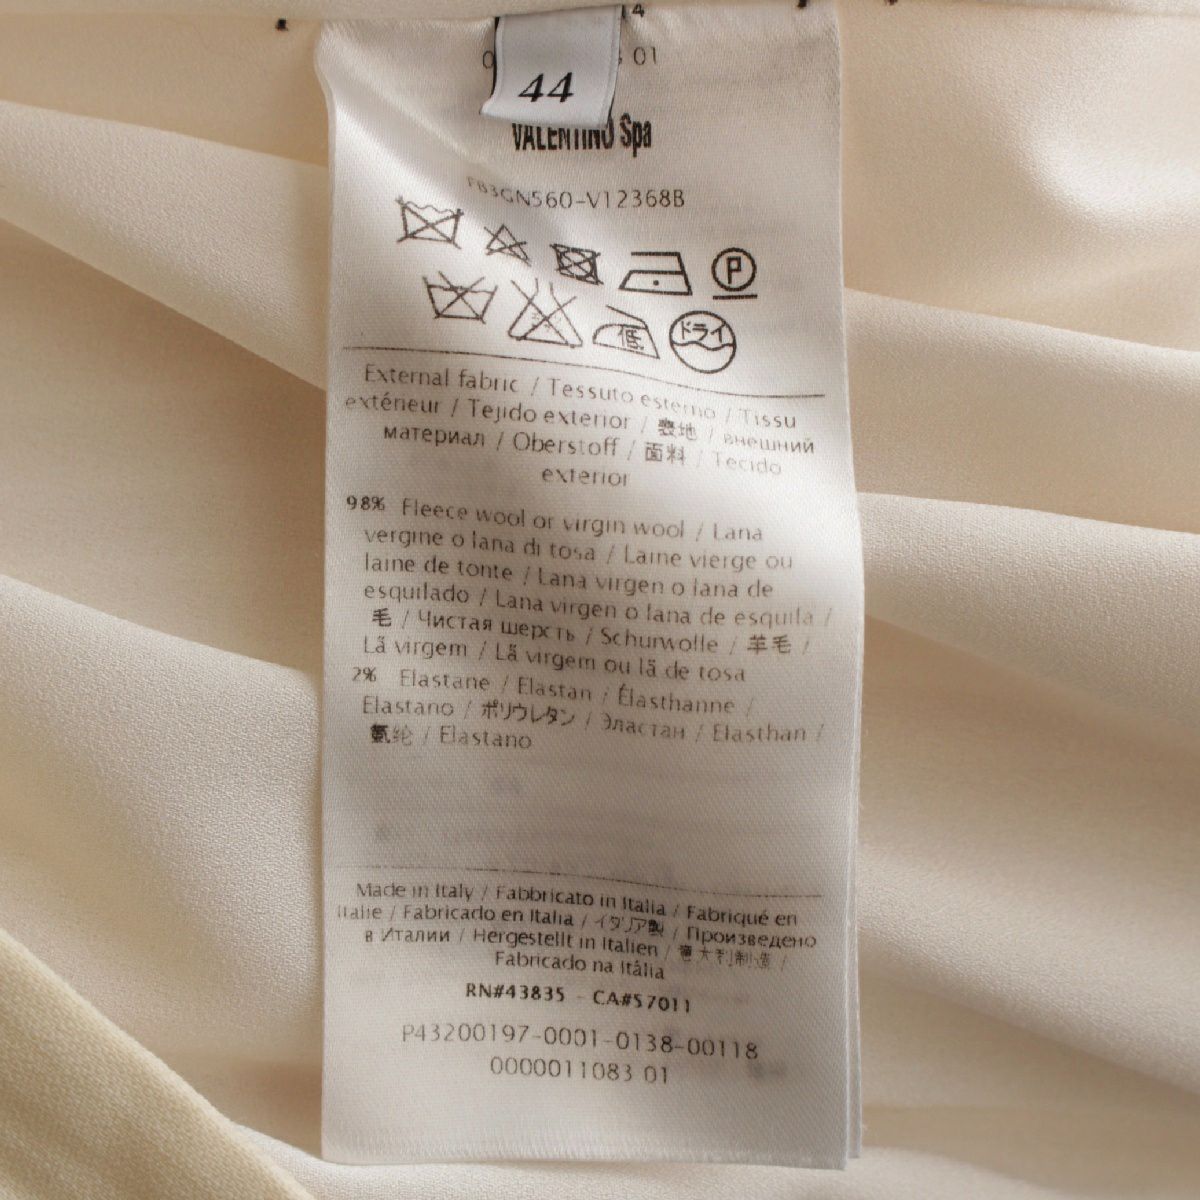 44
01
VALENTINO Spa
FB3GN560-V12368B
P
低
ドライ
External fabric / Tessuto esterno / Tissu
extérieur / Tejido exterior / 表地 / внешний
материал / Oberstoff / 面料 / Tecido
exterior
98% Fleece wool or virgin wool / Lana
vergine o lana di tosa / Laine vierge ou
laine de tonte / Lana virgen o lana de
esquilado / Lana virgen o lana de esquila /
毛 / Чистая шерсть / Schurwolle / 羊毛 /
Lã virgem / Lã virgem ou lã de tosa
2% Elastane / Elastan / Élasthanne /
Elastano / ポリウレタン / Эластан / Elasthan /
氨纶 / Elastano
Made in Italy / Fabbricato in Italia / Fabriqué en
Italie / Fabricado en Italia / イタリア製 / Произведено
в Италии / Hergestellt in Italien / 意大利制造 /
Fabricado na Itália
RN#43835 - CA#57011
P43200197-0001-0138-00118
0000011083 01